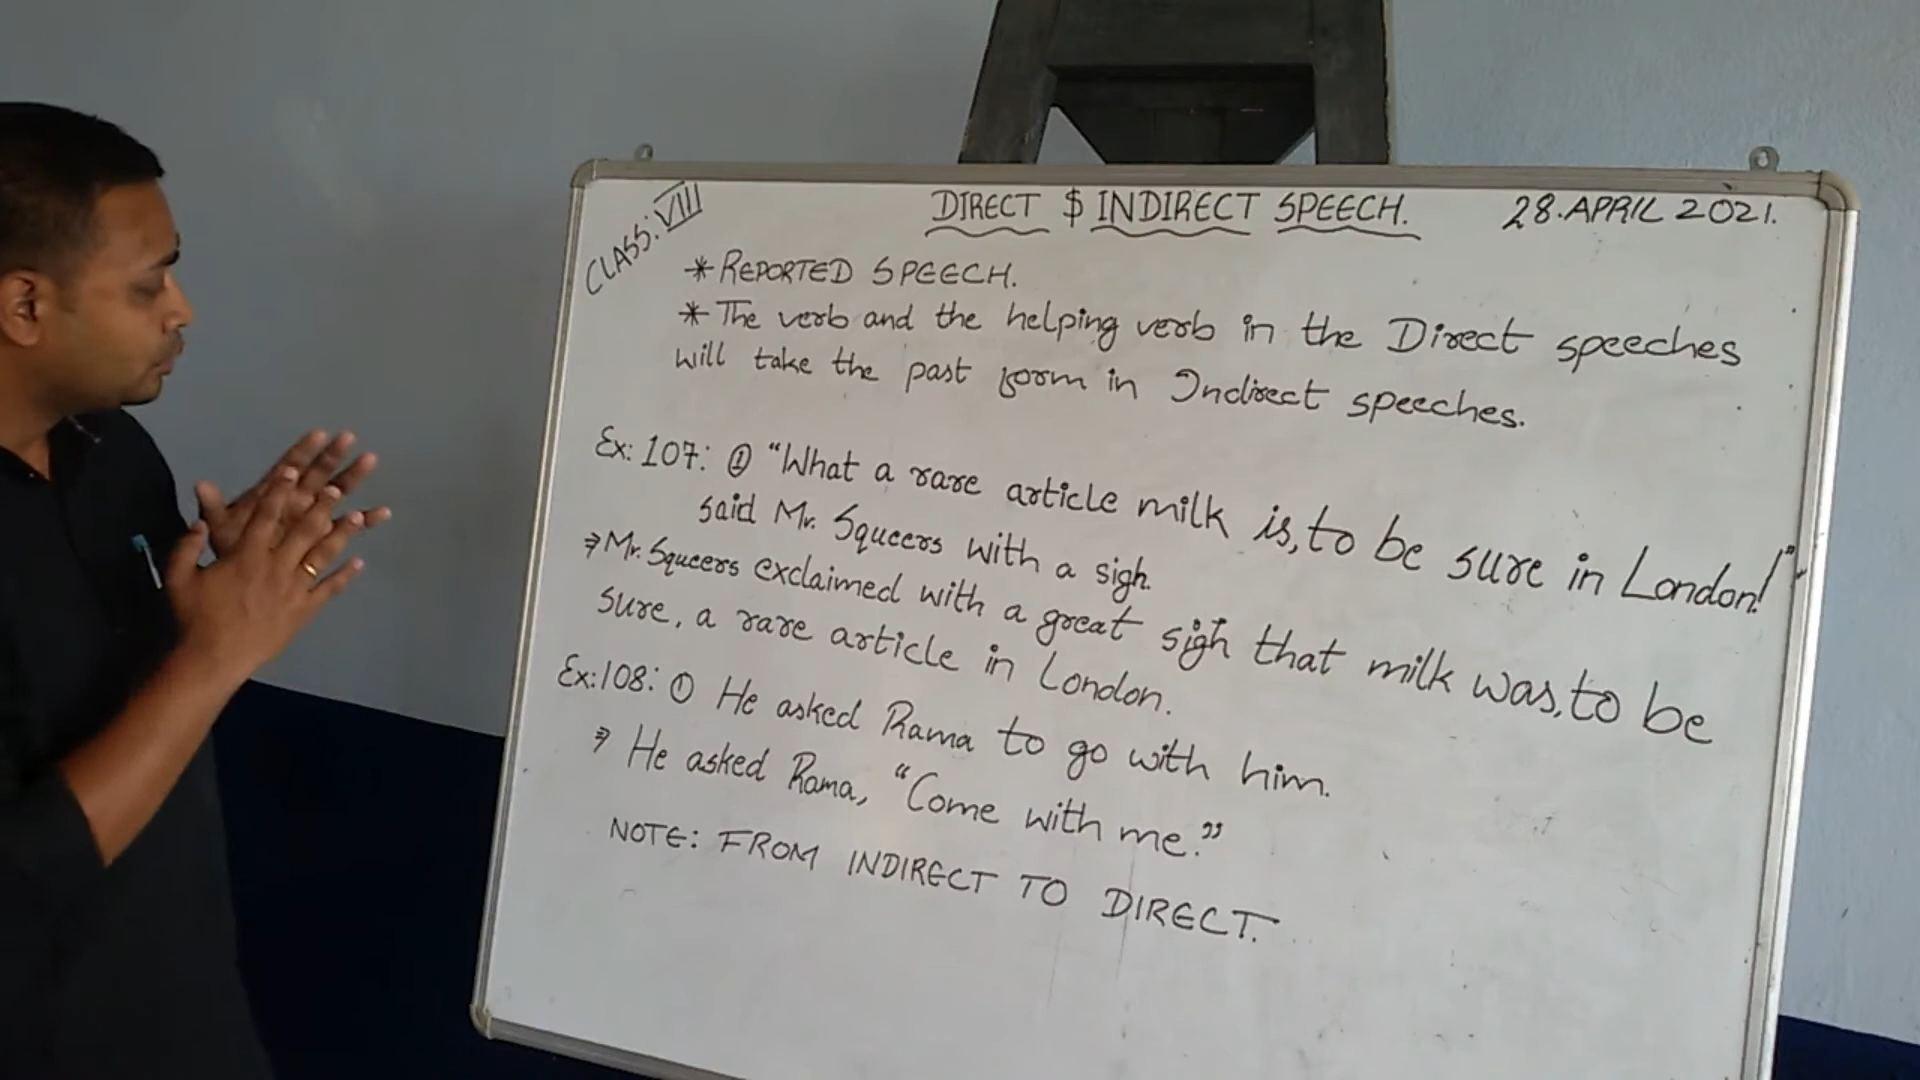 CLASS: VIII
DIRECT $ INDIRECT SPEECH.
28.APRIL 2021.
* REPORTED SPEECH.
* The verb and the helping verb in the Direct speeches
will take the past form in Indirect speeches.
Ex: 107: ① "What a rare article milk is, to be sure in London!"
said Mr. Squeers with a sigh.
⇒ Mr. Squeers exclaimed with a great sigh that milk was, to be
sure, a rare article in London.
Ex:108: ① He asked Rama to go with him.
⇒ He asked Rama, "Come with me."
NOTE: FROM INDIRECT TO DIRECT.